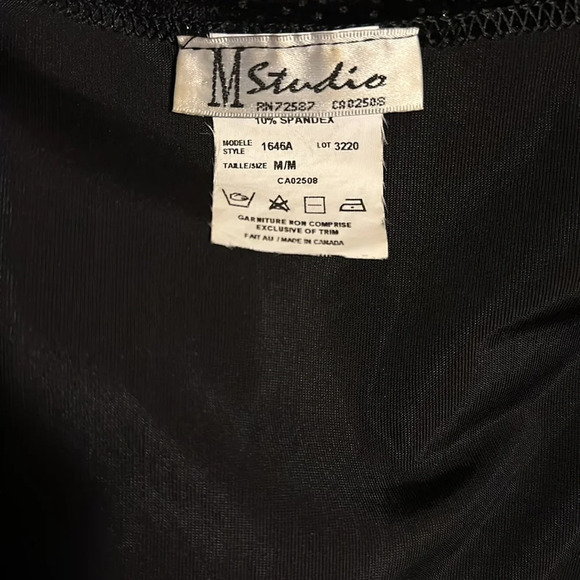 M Studio
RN72587 CA02508
10% SPANDEX
MODELE
STYLE 1646A LOT 3220
TAILLE/SIZE M/M
CA02508
GARNITURE NON COMPRISE
EXCLUSIVE OF TRIM
FAIT AU / MADE IN CANADA